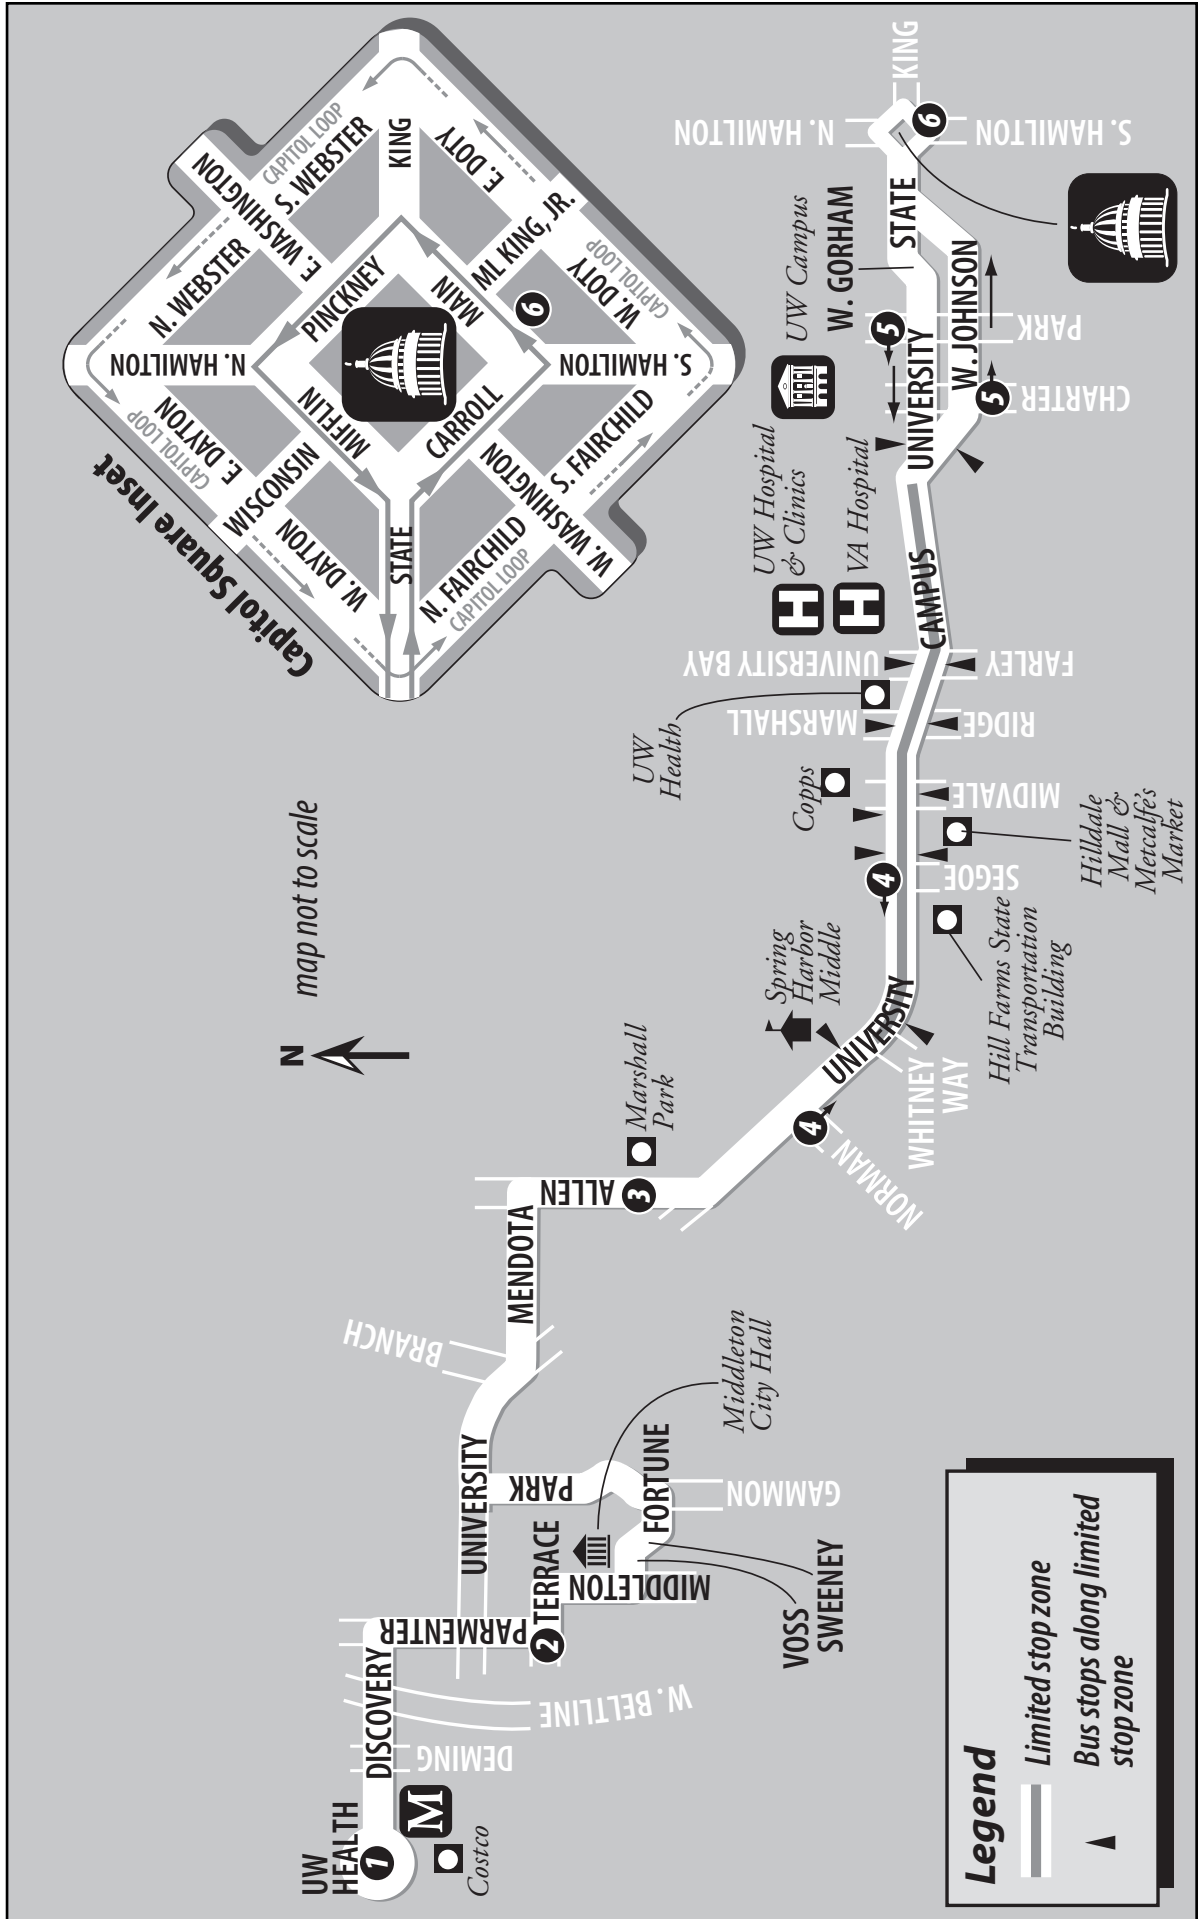 Capitol Square Inset
STATE
CAPITOL LOOP
N. FAIRCHILD
W. WASHINGTON
S. FAIRCHILD
CARROLL
W. DAYTON
WISCONSIN
E. DAYTON
CAPITOL LOOP
MIFFLIN
N. HAMILTON
S. HAMILTON
6
MAIN
PINCKNEY
ML KING, JR.
W. DOTY
CAPITOL LOOP
N. WEBSTER
E. WASHINGTON
S. WEBSTER
CAPITOL LOOP
KING
E. DOTY
N
map not to scale
UW
HEALTH
1
M
Costco
DISCOVERY
DEMING
W. BELTLINE
PARMENTER
2
TERRACE
MIDDLETON
UNIVERSITY
PARK
FORTUNE
GAMMON
VOSS
SWEENEY
Middleton
City Hall
BRANCH
MENDOTA
ALLEN
3
Marshall
Park
4
NORMAN
UNIVERSITY
WHITNEY
WAY
Spring
Harbor
Middle
Hill Farms State
Transportation
Building
4
SEGOE
Hilldale
Mall &
Metcalfe's
Market
Copps
MIDVALE
UW
Health
MARSHALL
RIDGE
UNIVERSITY BAY
FARLEY
CAMPUS
H
UW Hospital
& Clinics
H
VA Hospital
UNIVERSITY
5
CHARTER
5
PARK
W. JOHNSON
UW Campus
W. GORHAM
STATE
N. HAMILTON
S. HAMILTON
6
KING
Legend
Limited stop zone
Bus stops along limited
stop zone